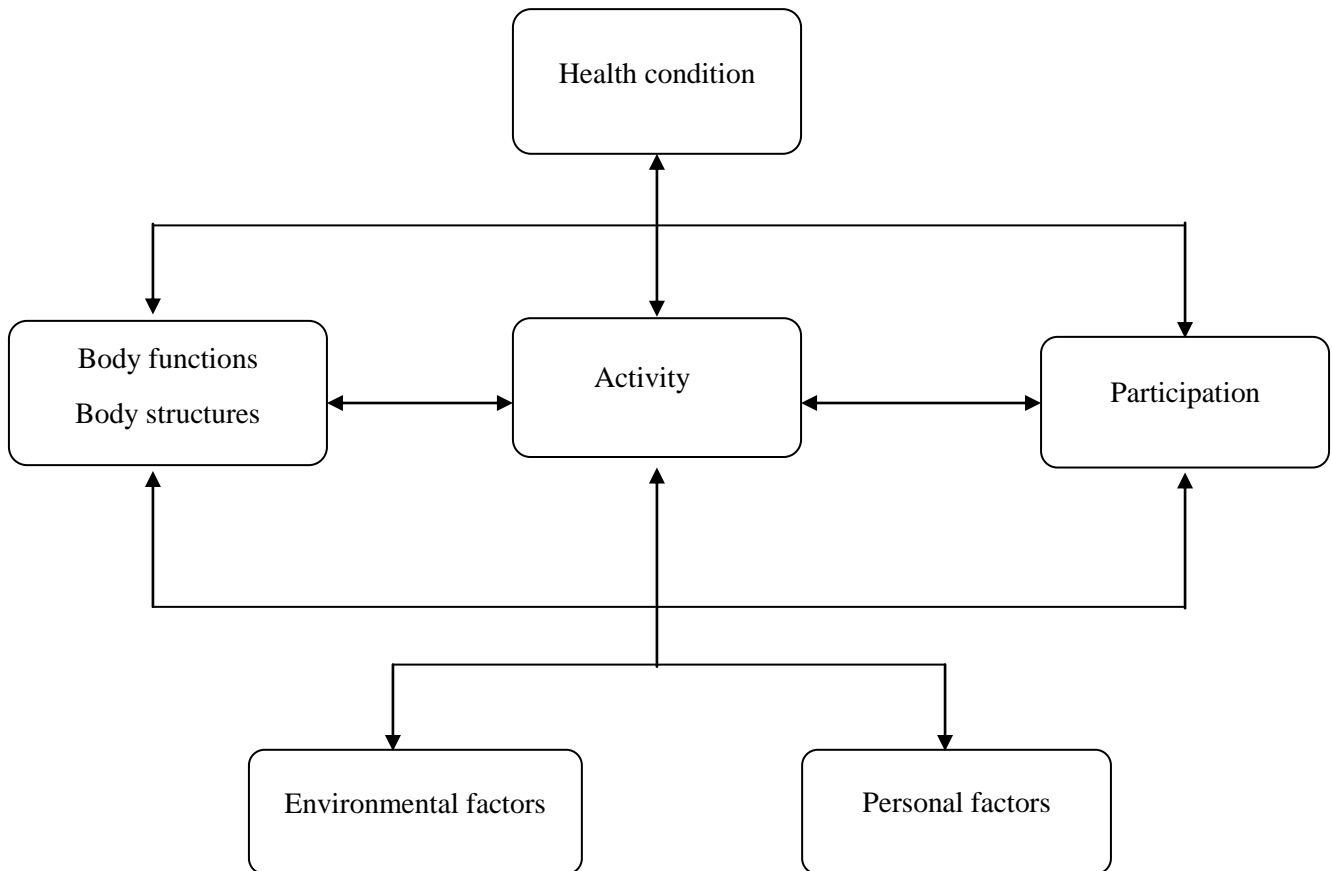 Health condition
Body functions
Body structures
Activity
Participation
Environmental factors
Personal factors